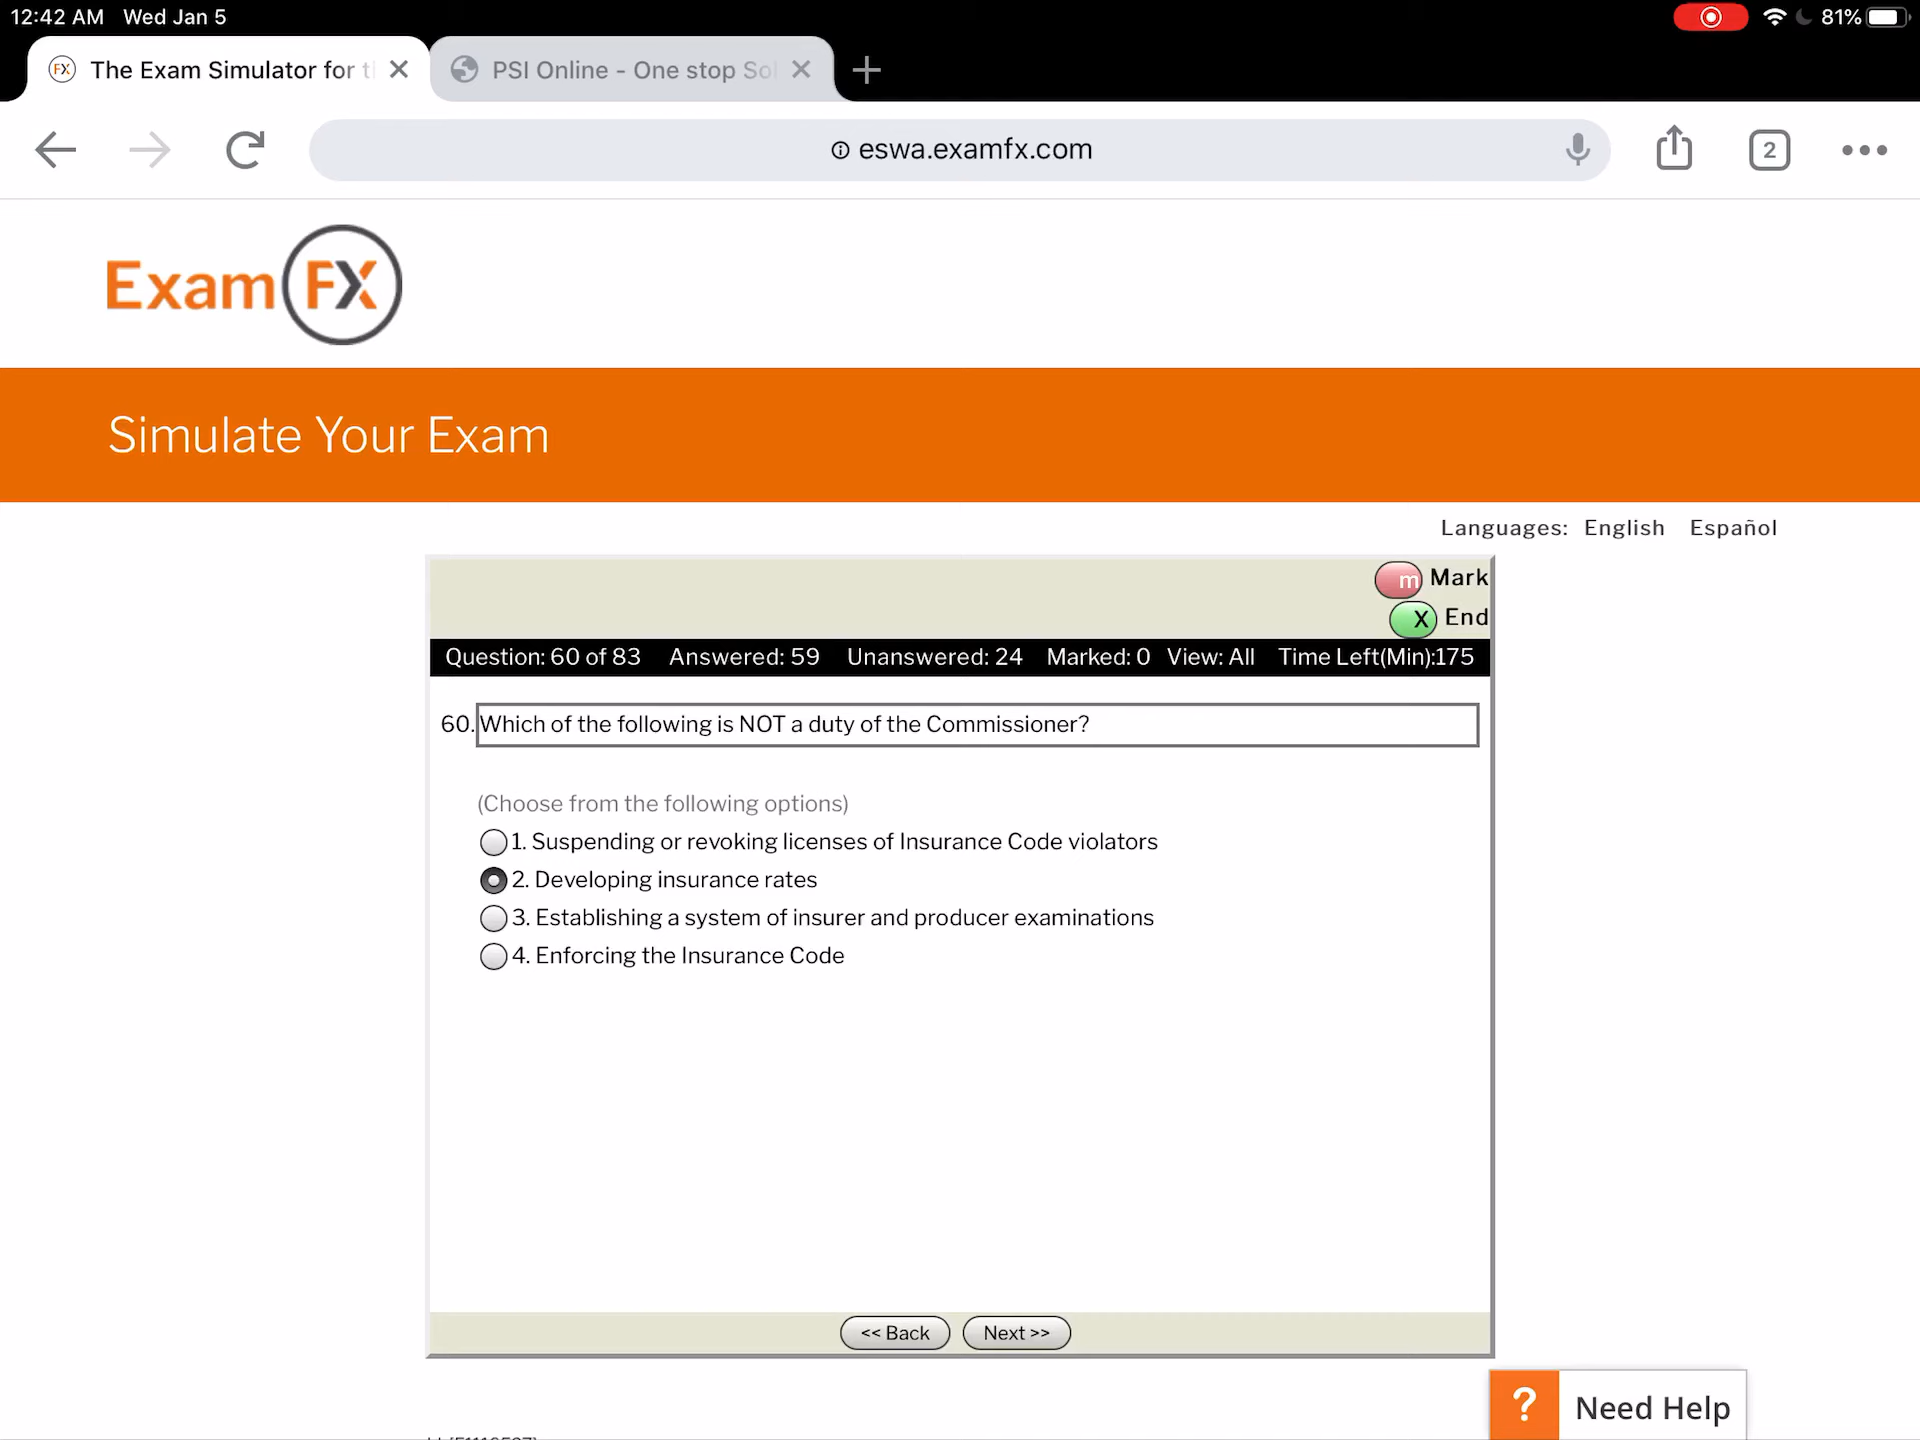 12:42 AM Wed Jan 5
81%
FX The Exam Simulator for t
PSI Online - One stop Sol
eswa.examfx.com
2
Exam FX
Simulate Your Exam
Languages: English Español
m Mark
X End
Question: 60 of 83 Answered: 59 Unanswered: 24 Marked: 0 View: All Time Left(Min):175
60. Which of the following is NOT a duty of the Commissioner?
(Choose from the following options)
1. Suspending or revoking licenses of Insurance Code violators
2. Developing insurance rates
3. Establishing a system of insurer and producer examinations
4. Enforcing the Insurance Code
<< Back Next >>
? Need Help